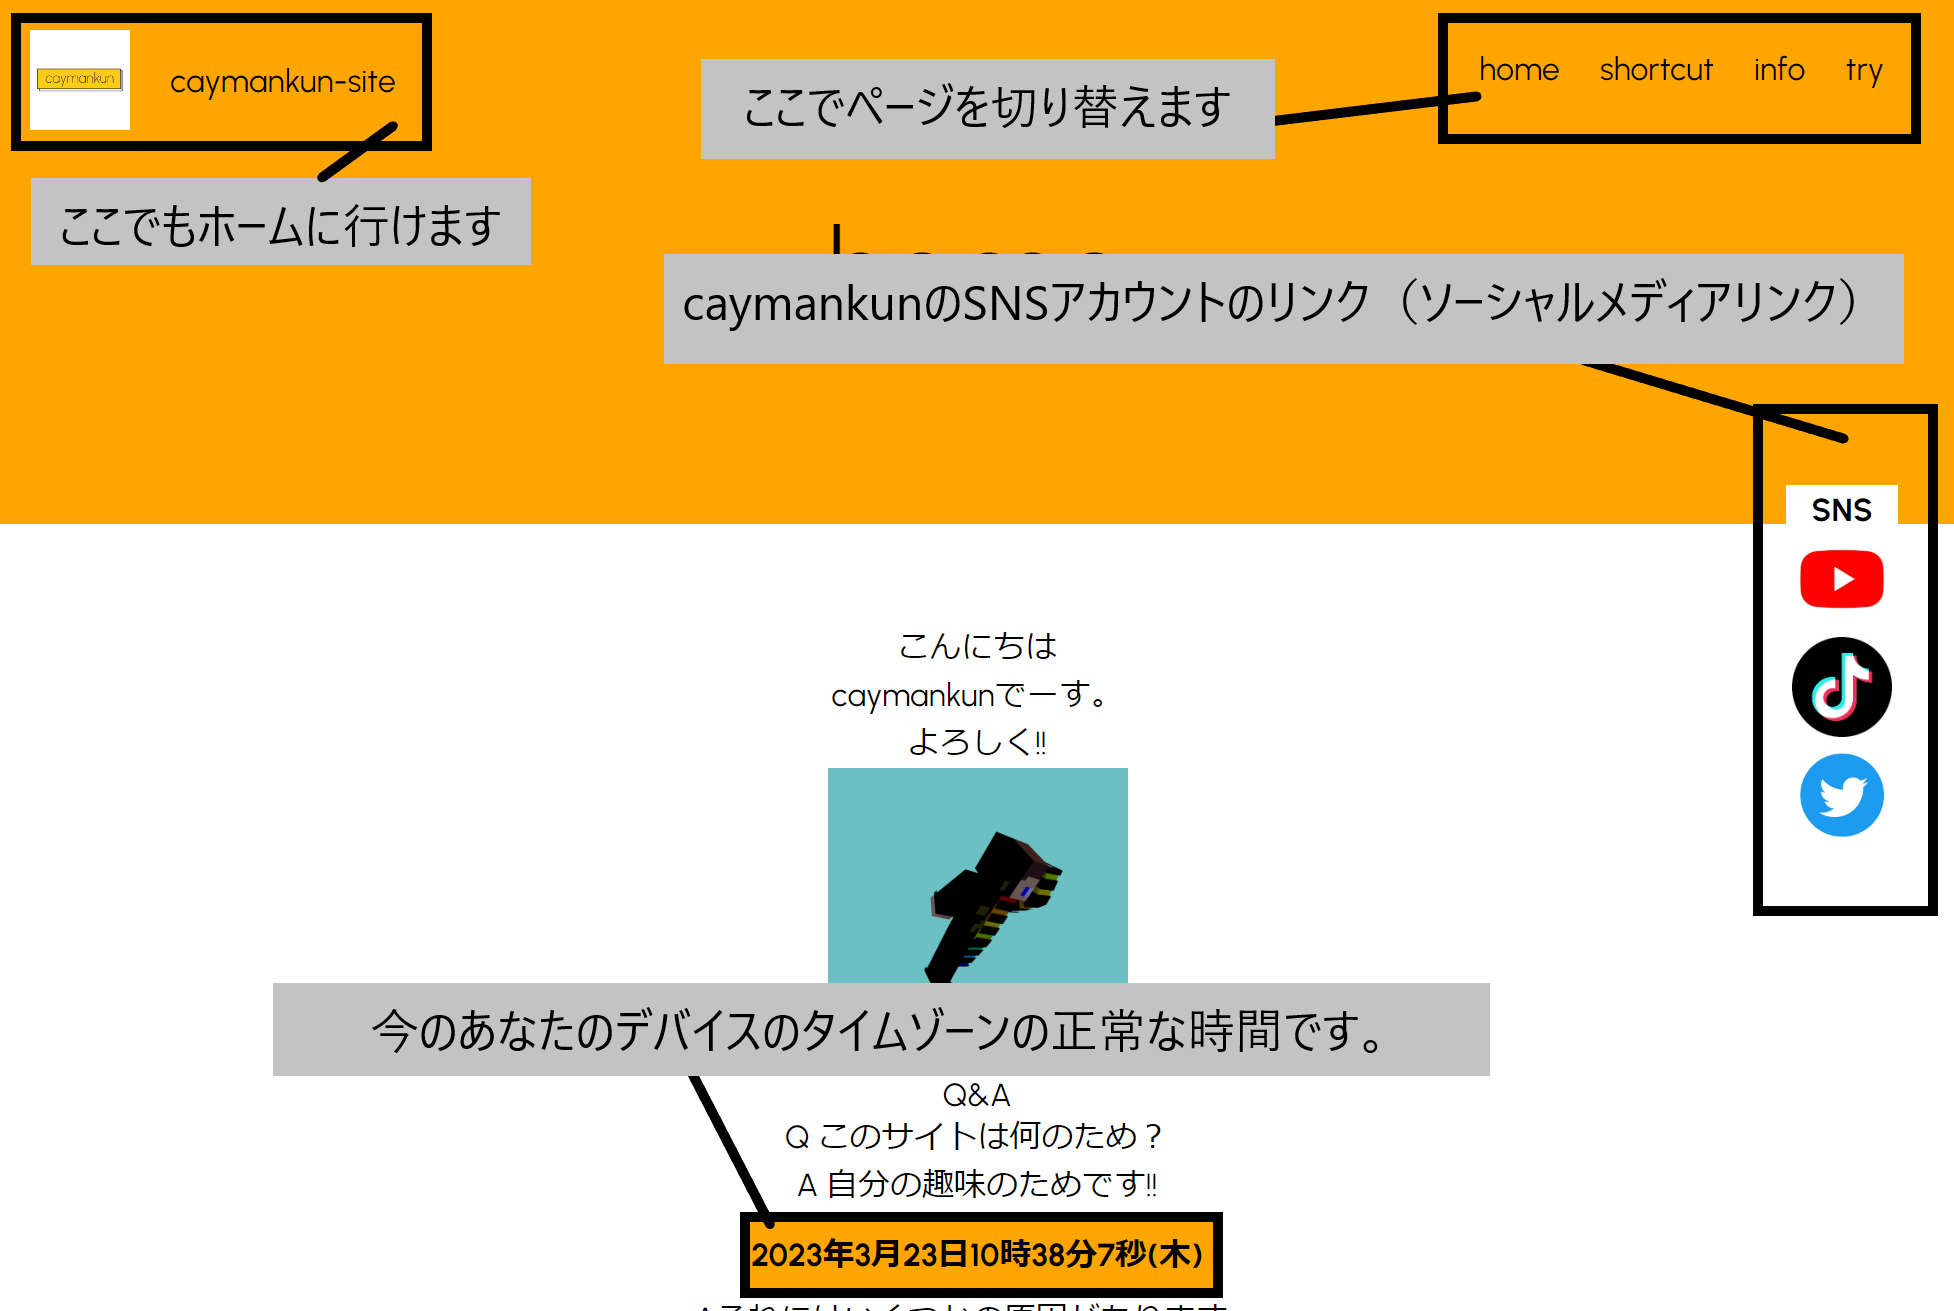 caymankun
caymankun-site
home shortcut info try
ここでページを切り替えます
ここでもホームに行けます
caymankunのSNSアカウントのリンク（ソーシャルメディアリンク）
SNS
こんにちは
caymankunでーす。
よろしく!!
今のあなたのデバイスのタイムゾーンの正常な時間です。
Q&A
Q このサイトは何のため？
A 自分の趣味のためです!!
2023年3月23日10時38分7秒(木)